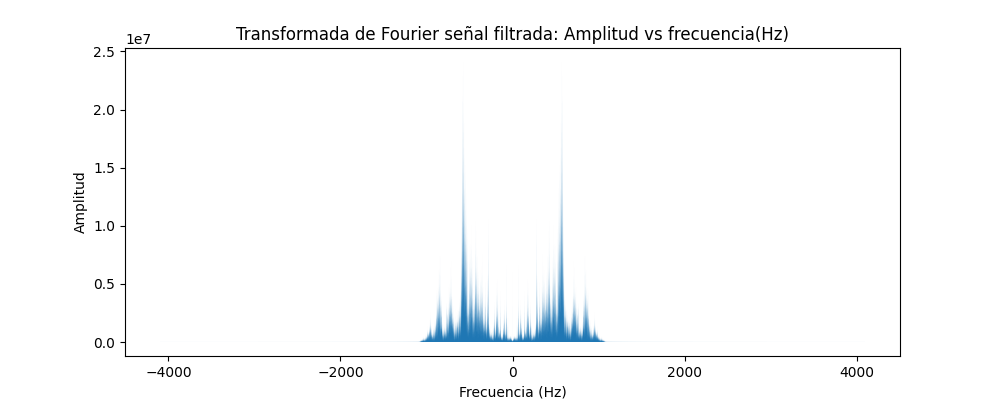 Transformada de Fourier señal filtrada: Amplitud vs frecuencia(Hz)
1e7
2.5
2.0
1.5
1.0
0.5
0.0
Amplitud
−4000 −2000 0 2000 4000
Frecuencia (Hz)